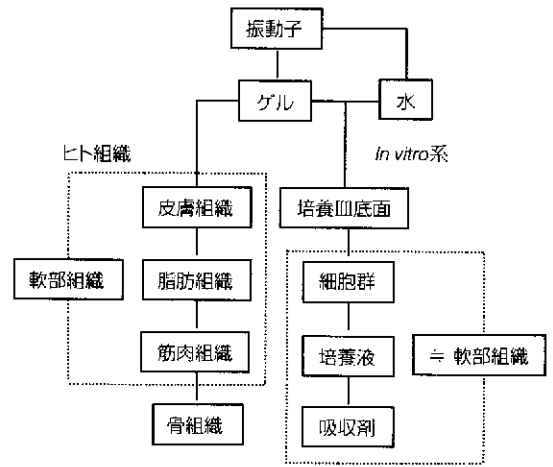 振動子
ゲル
水
ヒト組織
In vitro系
皮膚組織
培養皿底面
軟部組織
脂肪組織
細胞群
筋肉組織
培養液
≒ 軟部組織
骨組織
吸収剤